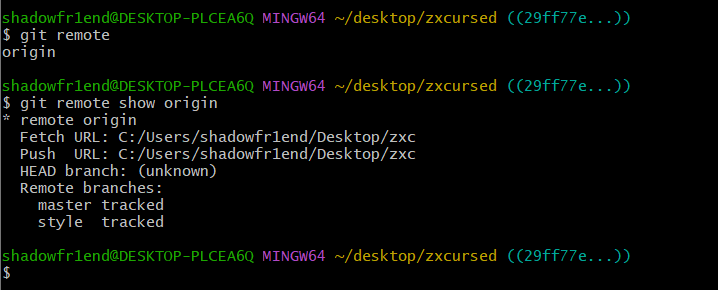 shadowfr1end@DESKTOP-PLCEA6Q MINGW64 ~/desktop/zxcursed ((29ff77e...))
$ git remote
origin
shadowfr1end@DESKTOP-PLCEA6Q MINGW64 ~/desktop/zxcursed ((29ff77e...))
$ git remote show origin
* remote origin
  Fetch URL: C:/Users/shadowfr1end/Desktop/zxc
  Push  URL: C:/Users/shadowfr1end/Desktop/zxc
  HEAD branch: (unknown)
  Remote branches:
    master tracked
    style  tracked
shadowfr1end@DESKTOP-PLCEA6Q MINGW64 ~/desktop/zxcursed ((29ff77e...))
$